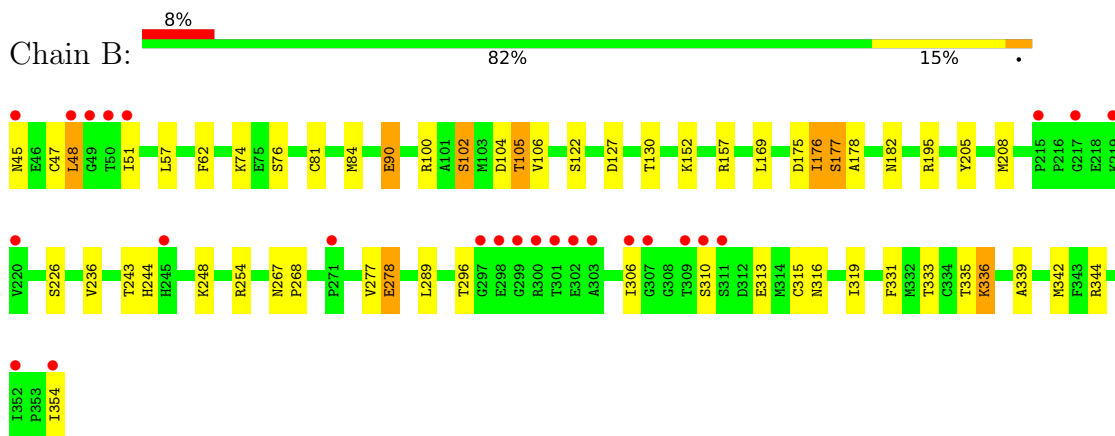 8%
Chain B:
82% 15% •
N45 E46 C47 L48 G49 T50 I51 L57 F62 K74 E75 S76 C81 M84 E90 R100 A101 S102 M103 D104 T105 V106 S122 D127 T130 K152 R157 L169 D175 I176 S177 A178 N182 R195 Y205 M208 P215 P216 G217 E218 K219
V220 S226 V236 T243 H244 H245 K248 R254 N267 P268 P271 V277 E278 L289 T296 G297 E298 G299 R300 T301 E302 A303 I306 G307 G308 T309 S310 S311 D312 E313 M314 C315 N316 I319 F331 M332 T333 C334 T335 K336 A339 M342 F343 R344
I352 P353 I354